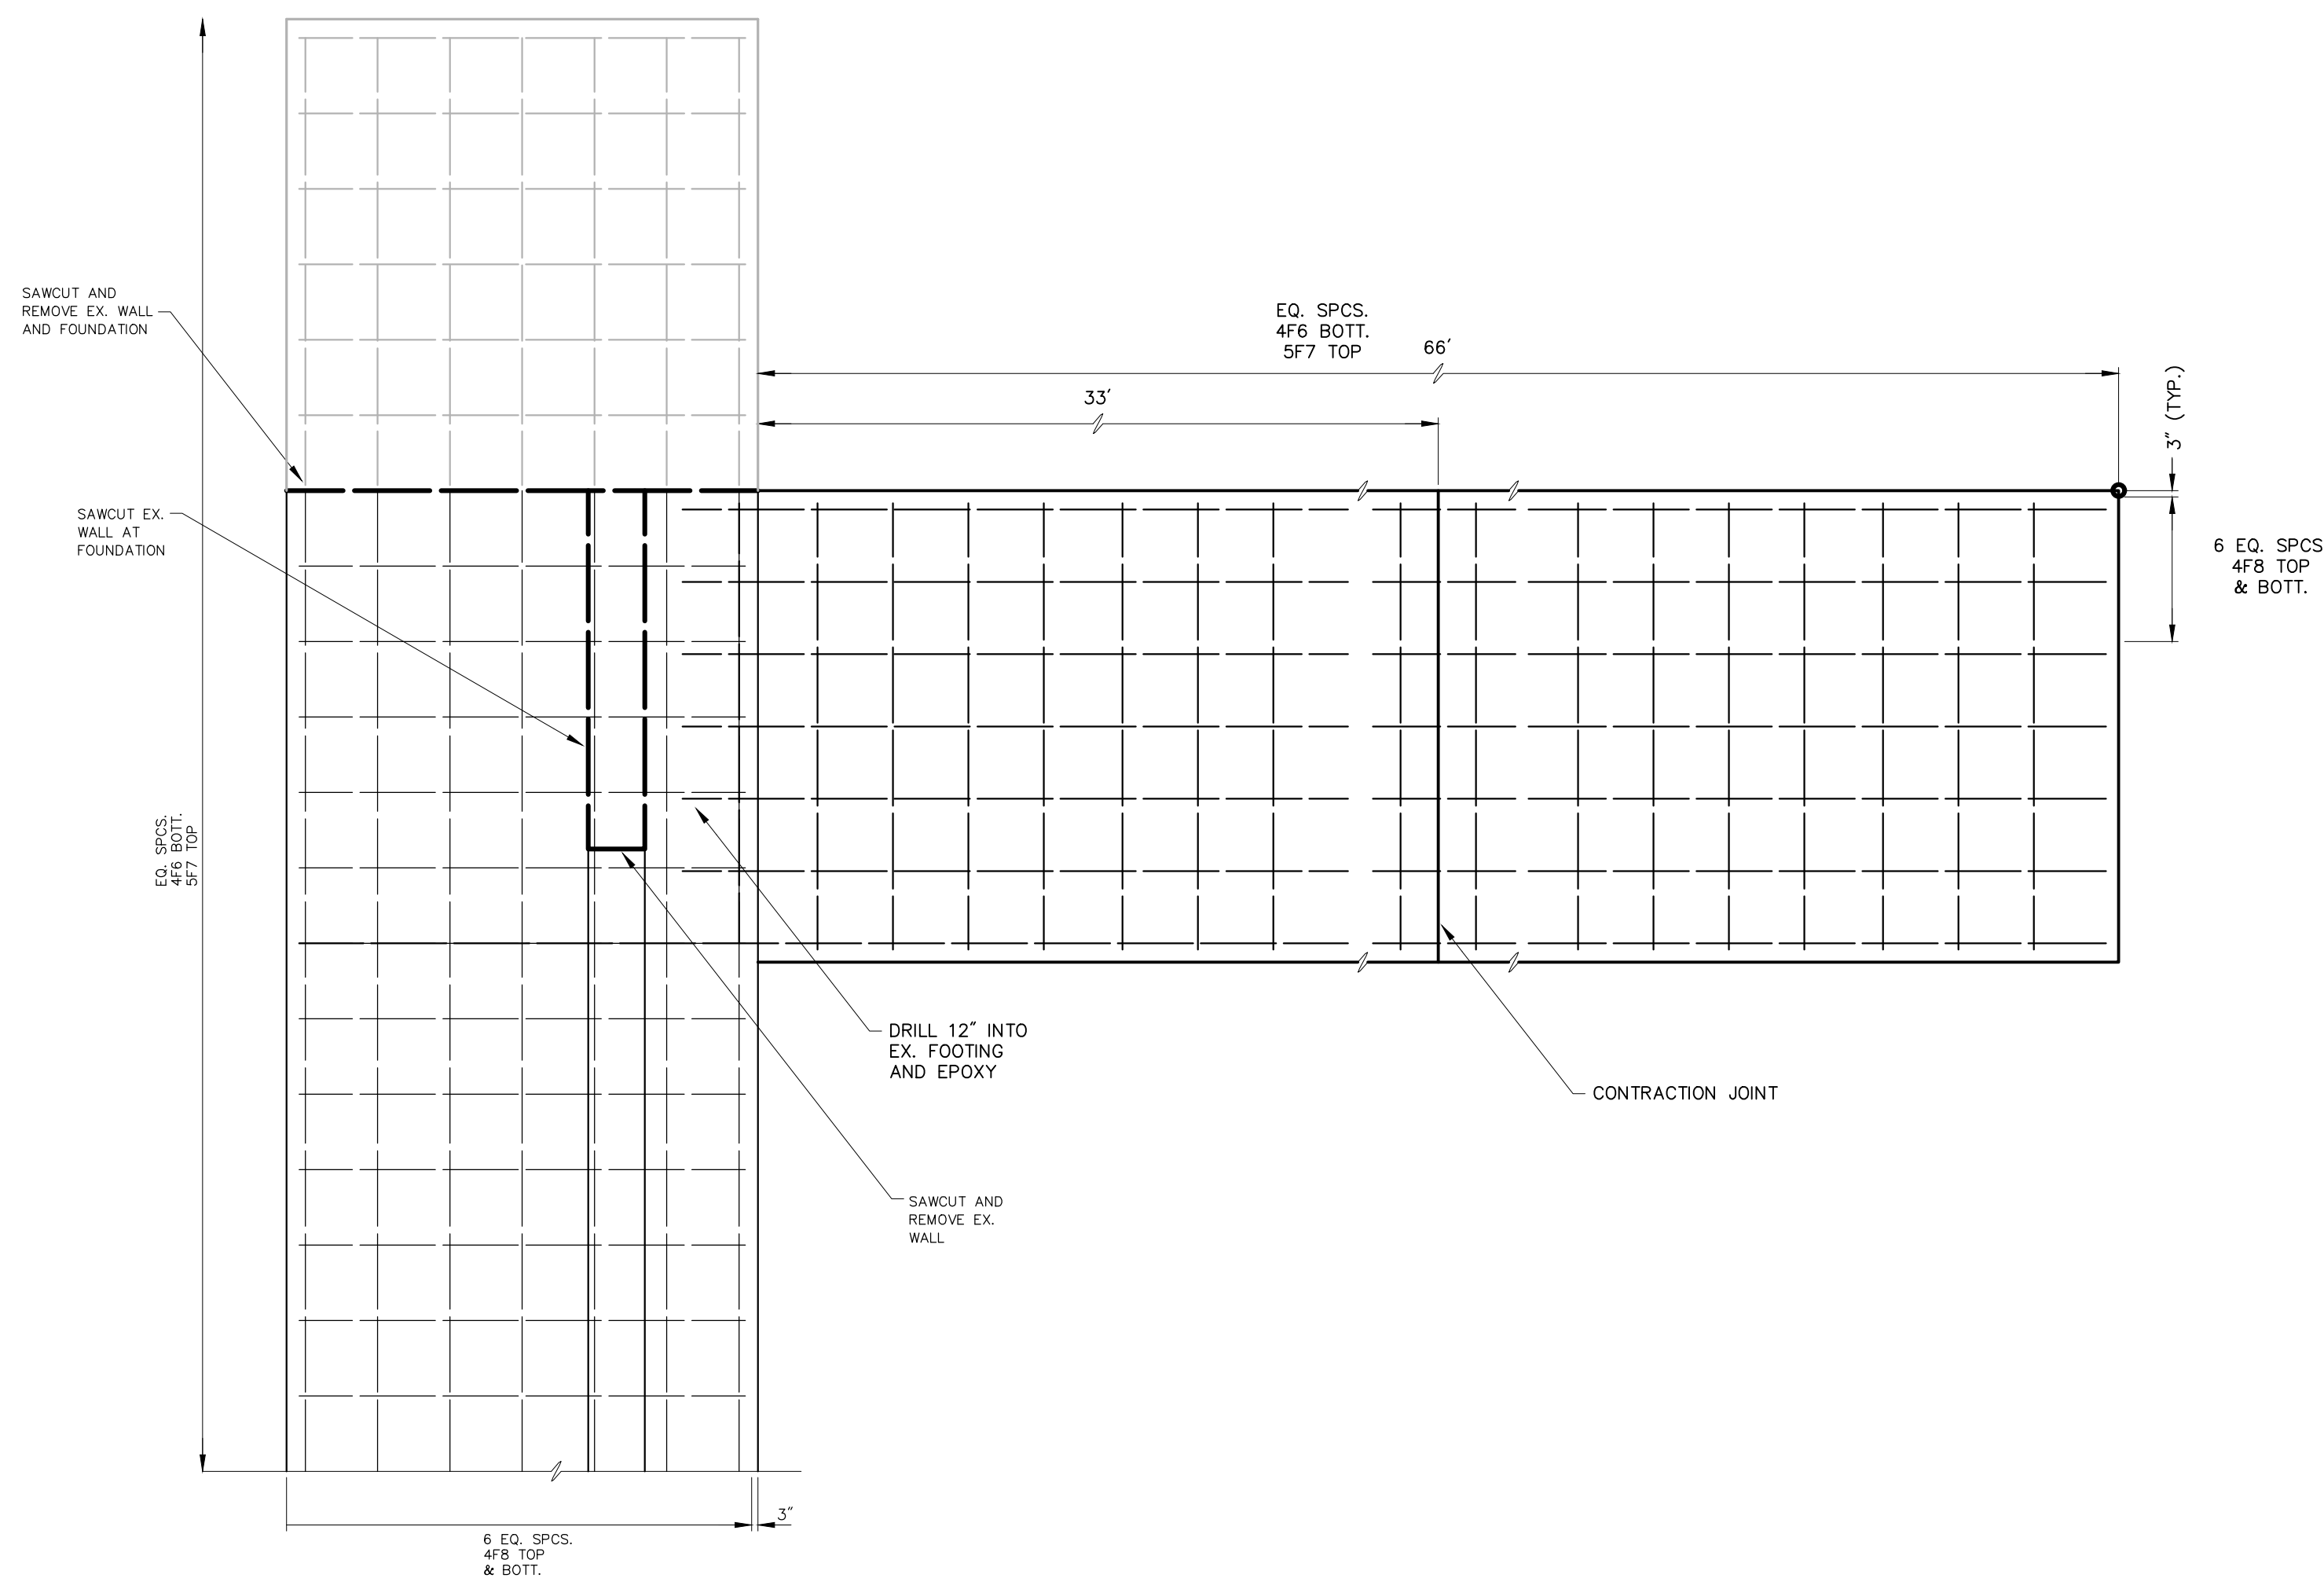 SAWCUT AND
REMOVE EX. WALL
AND FOUNDATION
EQ. SPCS.
4F6 BOTT.
5F7 TOP
66'
33'
3" (TYP.)
SAWCUT EX.
WALL AT
FOUNDATION
6 EQ. SPCS
4F8 TOP
& BOTT.
EQ. SPCS.
4F6 BOTT.
5F7 TOP
DRILL 12" INTO
EX. FOOTING
AND EPOXY
CONTRACTION JOINT
SAWCUT AND
REMOVE EX.
WALL
3"
6 EQ. SPCS.
4F8 TOP
& BOTT.